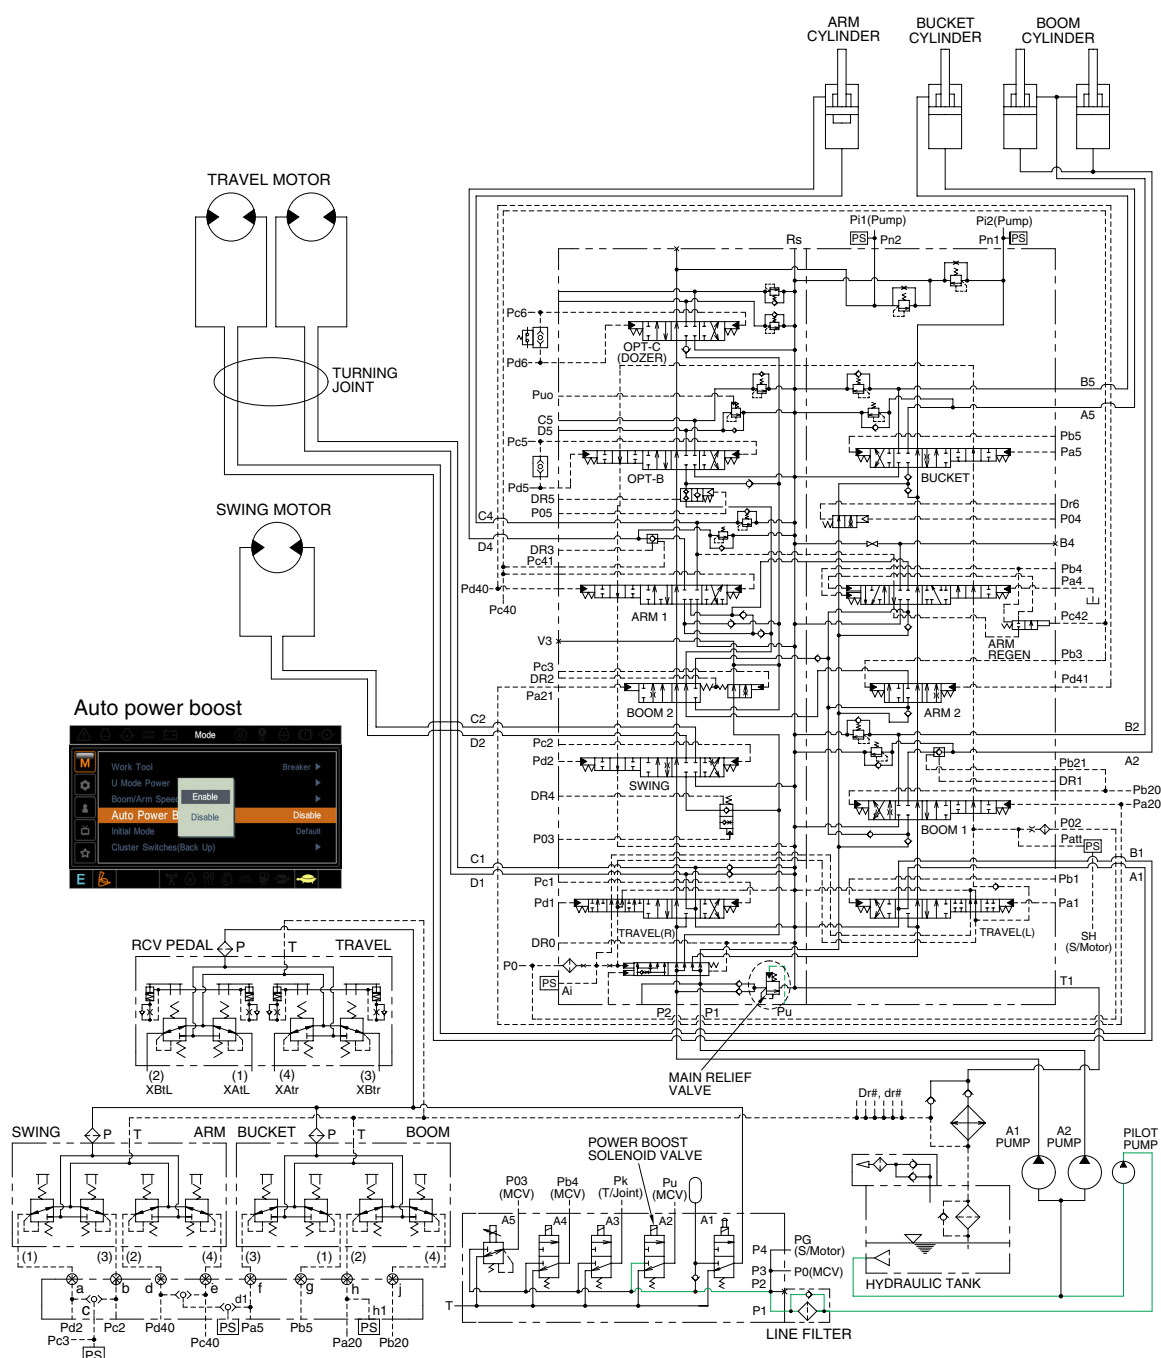 ARM
CYLINDER
BUCKET
CYLINDER
BOOM
CYLINDER
TRAVEL MOTOR
TURNING
JOINT
SWING MOTOR
Pi1(Pump)
Pi2(Pump)
Rs
PS
Pn2
Pn1
PS
Pc6
OPT-C
(DOZER)
Pd6
Puo
C5
D5
Pc5
Pd5
OPT-B
DR5
P05
B5
A5
Pb5
Pa5
BUCKET
Dr6
P04
C4
D4
DR3
Pc41
Pd40
Pc40
ARM 1
B4
Pb4
Pa4
Pc42
ARM
REGEN
V3
Pc3
DR2
Pa21
BOOM 2
Pb3
Pd41
ARM 2
C2
D2
Pc2
Pd2
SWING
DR4
P03
B2
A2
Pb21
DR1
Pb20
Pa20
BOOM 1
P02
Patt
PS
C1
D1
Pc1
Pd1
TRAVEL(R)
B1
A1
Pb1
Pa1
TRAVEL(L)
SH
(S/Motor)
DR0
P0
PS
Ai
P2
P1
Pu
T1
MAIN RELIEF
VALVE
Auto power boost
Mode
M
Work Tool
Breaker
U Mode Power
Boom/Arm Speed
Enable
Auto Power B
Disable
Disable
Initial Mode
Default
Cluster Switches(Back Up)
E
RCV PEDAL
P
T
TRAVEL
(2)
XBtL
(1)
XAtL
(4)
XAtr
(3)
XBtr
SWING
P
T
ARM
BUCKET
P
T
BOOM
(1)
(3)
(2)
(4)
(3)
(1)
(2)
(4)
a
b
c
d
e
d1
f
g
h
h1
j
Pd2
Pc3
PS
Pc2
Pd40
Pc40
PS
Pa5
Pb5
Pa20
PS
Pb20
POWER BOOST
SOLENOID VALVE
P03
(MCV)
Pb4
(MCV)
Pk
(T/Joint)
Pu
(MCV)
A5
A4
A3
A2
A1
T
P4
P3
P2
P1
PG
(S/Motor)
P0(MCV)
LINE FILTER
Dr#, dr#
HYDRAULIC TANK
A1
PUMP
A2
PUMP
PILOT
PUMP